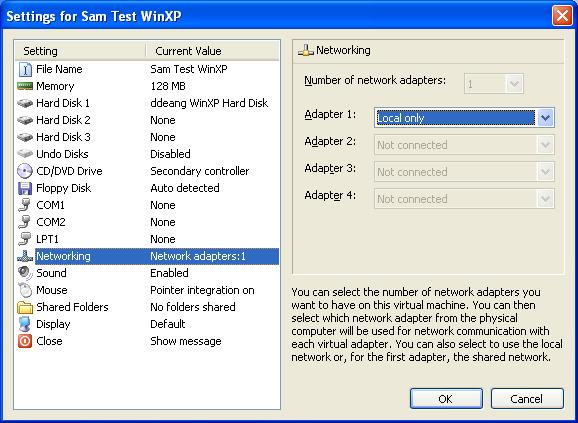 Settings for Sam Test WinXP
Setting Current Value
File Name Sam Test WinXP
Memory 128 MB
Hard Disk 1 ddeang WinXP Hard Disk
Hard Disk 2 None
Hard Disk 3 None
Undo Disks Disabled
CD/DVD Drive Secondary controller
Floppy Disk Auto detected
COM1 None
COM2 None
LPT1 None
Networking Network adapters:1
Sound Enabled
Mouse Pointer integration on
Shared Folders No folders shared
Display Default
Close Show message
Networking
Number of network adapters: 1
Adapter 1: Local only
Adapter 2: Not connected
Adapter 3: Not connected
Adapter 4: Not connected
You can select the number of network adapters you
want to have on this virtual machine. You can then
select which network adapter from the physical
computer will be used for network communication with
each virtual adapter. You can also select to use the local
network or, for the first adapter, the shared network.
OK Cancel